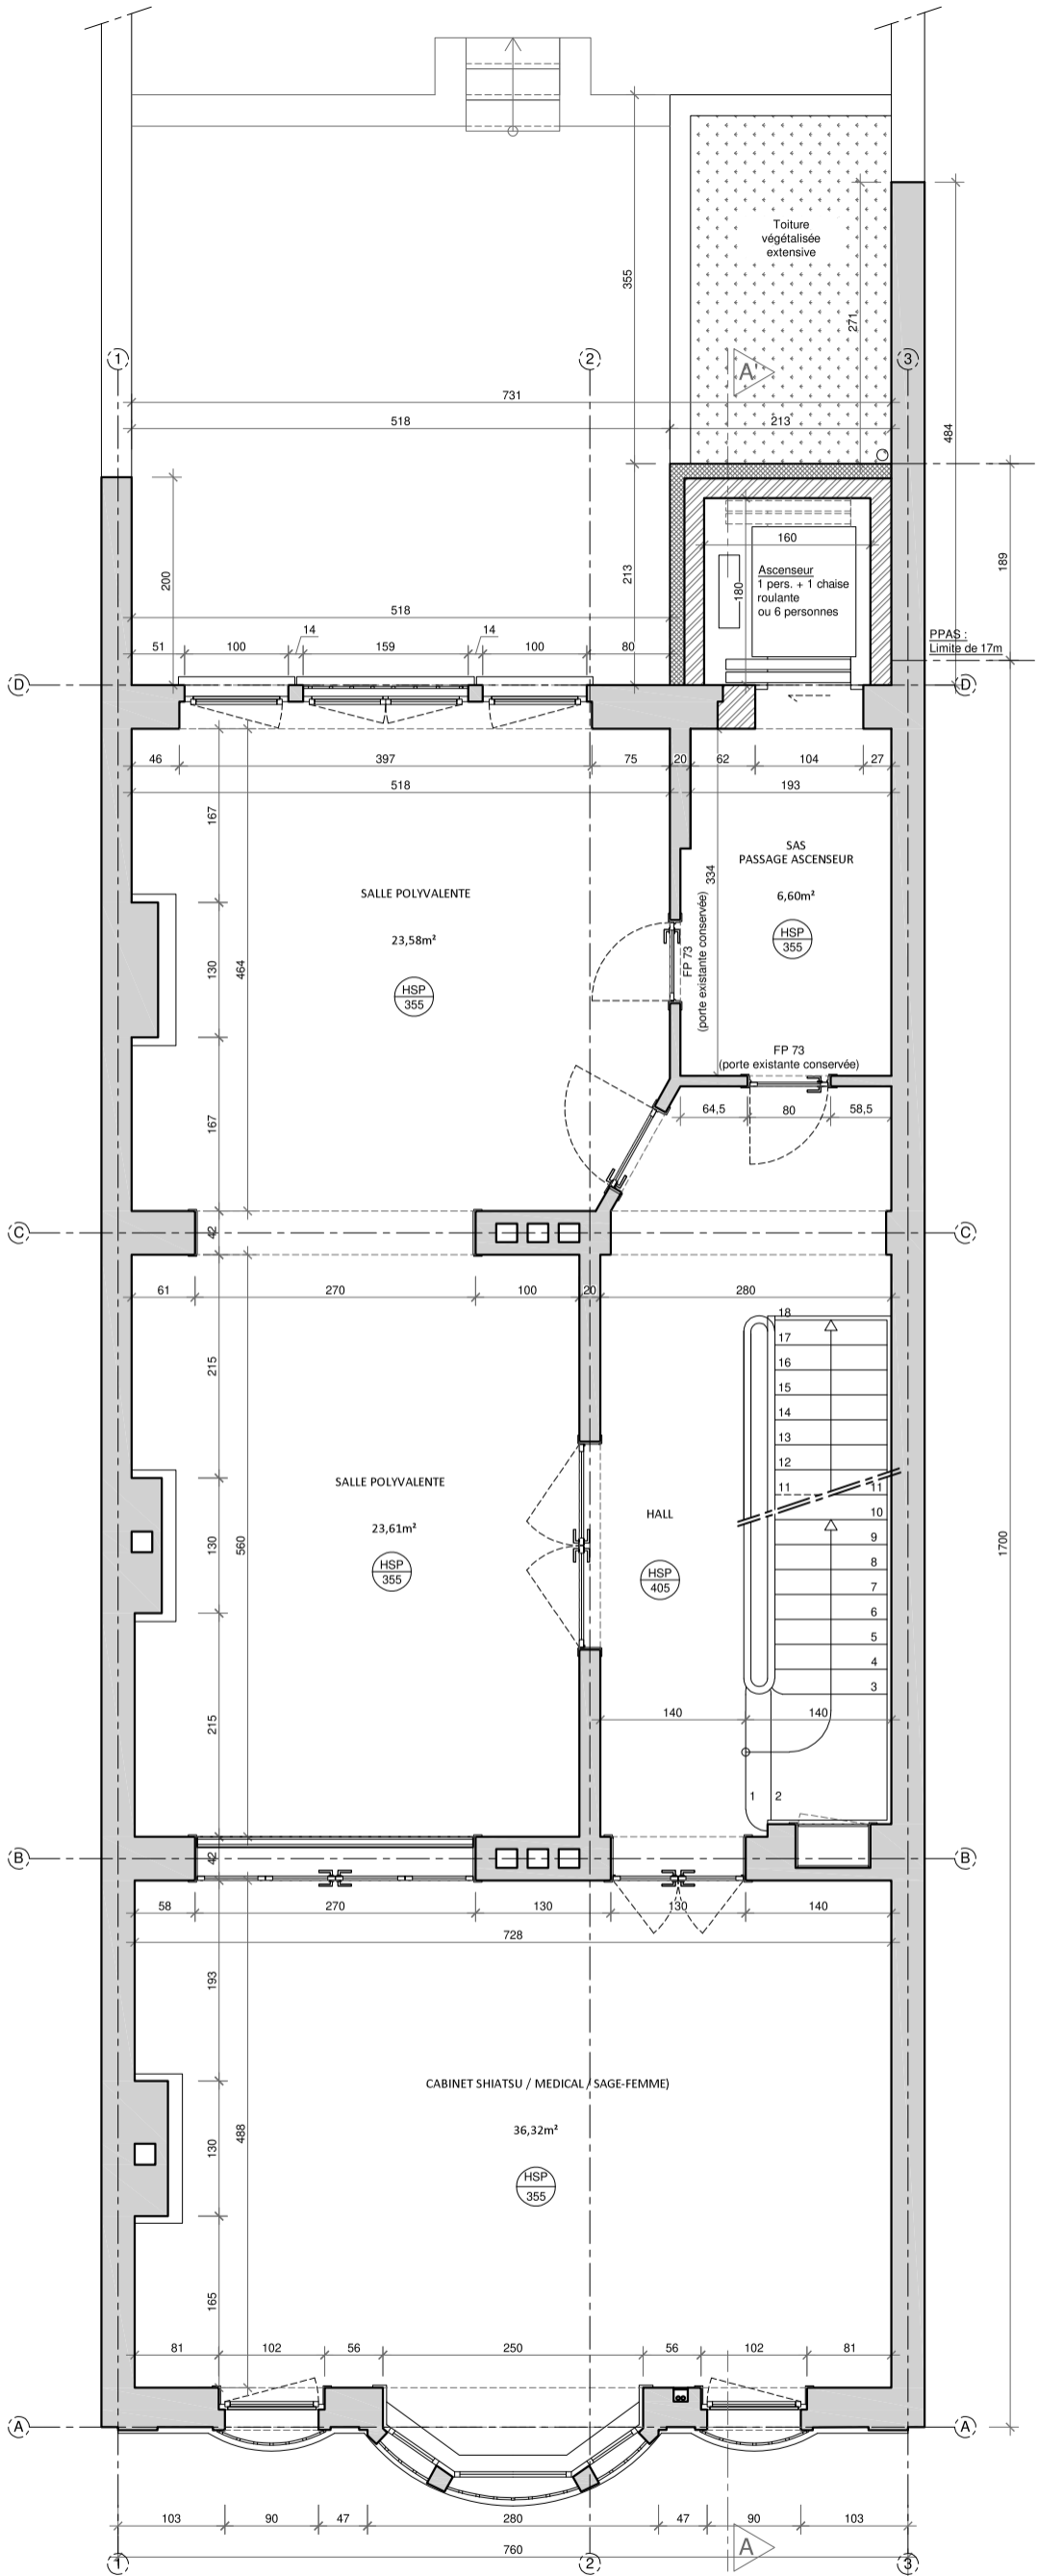 Toiture
végétalisée
extensive
355
271
1
2
3
A'
731
518
213
484
200
213
160
180
Ascenseur
1 pers. + 1 chaise
roulante
ou 6 personnes
189
518
14
14
51
100
159
100
80
PPAS :
Limite de 17m
D
D
46
397
75
20
62
104
27
518
193
167
334
SAS
PASSAGE ASCENSEUR
6,60m²
HSP
355
SALLE POLYVALENTE
23,58m²
HSP
355
130
464
FP 73
(porte existante conservée)
FP 73
(porte existante conservée)
167
64,5
80
58,5
C
42
C
61
270
100
20
280
215
18
17
16
15
14
13
12
11
11
10
9
8
7
6
5
4
3
SALLE POLYVALENTE
23,61m²
HSP
355
130
560
HALL
HSP
405
1700
215
140
140
1
2
B
42
B
58
270
130
130
140
728
193
CABINET SHIATSU / MEDICAL / SAGE-FEMME)
36,32m²
HSP
355
130
488
165
81
102
56
250
56
102
81
A
A
103
90
47
280
47
90
103
760
A
1
2
3